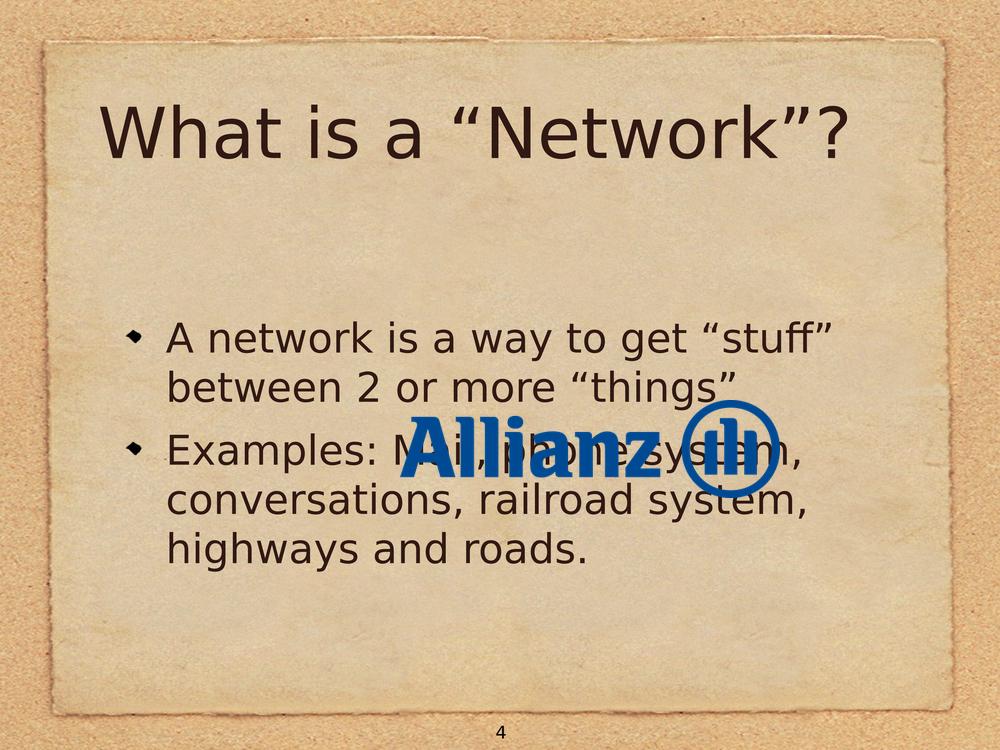 What is a “Network”?
A network is a way to get “stuff”
between 2 or more “things”
Examples: Mail, phone system,
Allianz
conversations, railroad system,
highways and roads.
4